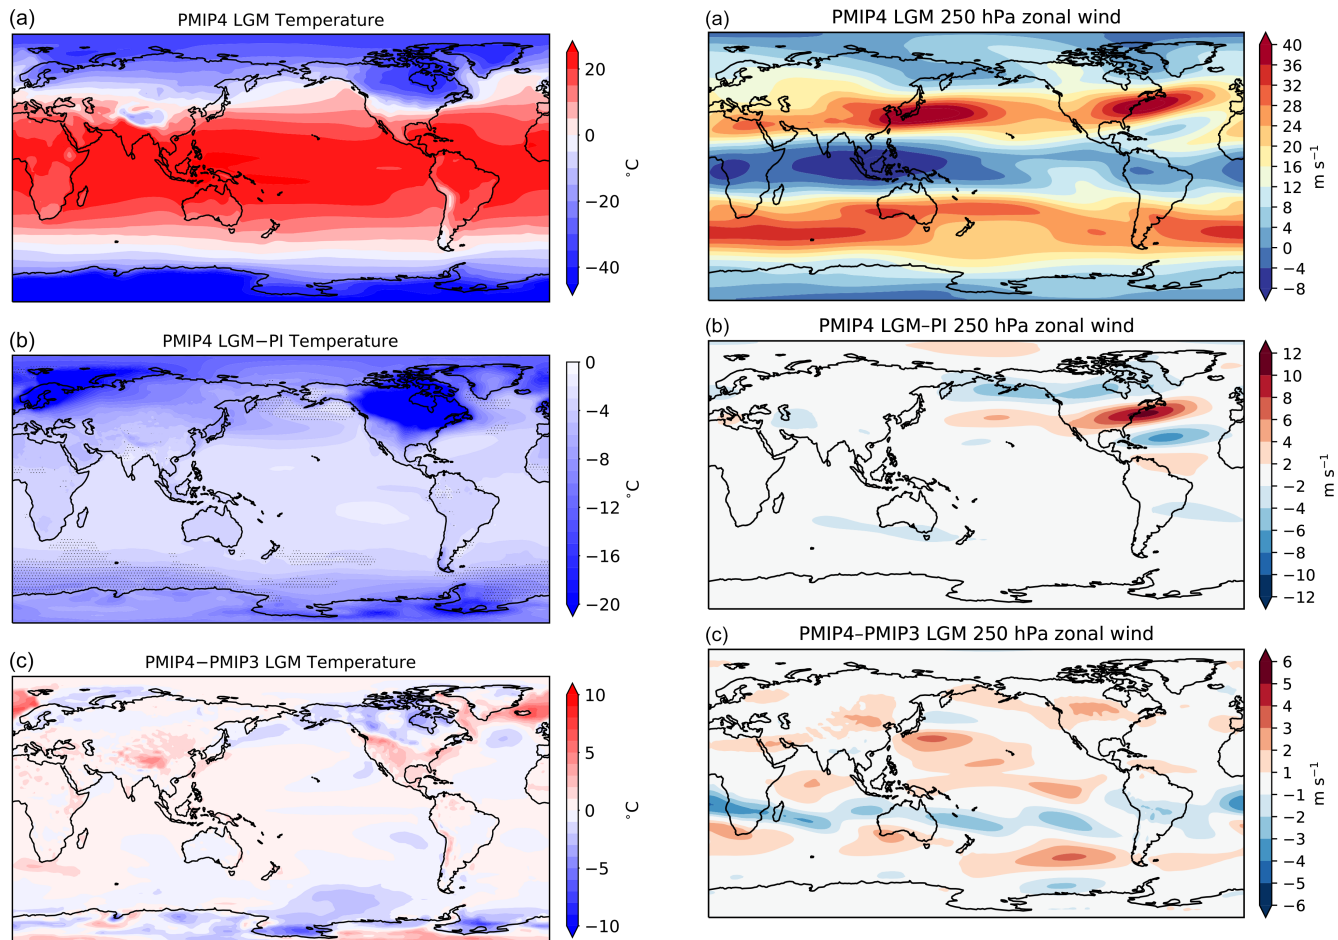 (a)
PMIP4 LGM Temperature
20
0
−20
−40
°C
(b)
PMIP4 LGM−PI Temperature
0
−4
−8
−12
−16
−20
°C
(c)
PMIP4−PMIP3 LGM Temperature
10
5
0
−5
−10
°C
(a)
PMIP4 LGM 250 hPa zonal wind
40
36
32
28
24
20
16
12
8
4
0
−4
−8
m s⁻¹
(b)
PMIP4 LGM–PI 250 hPa zonal wind
12
10
8
6
4
2
−2
−4
−6
−8
−10
−12
m s⁻¹
(c)
PMIP4–PMIP3 LGM 250 hPa zonal wind
6
5
4
3
2
1
−1
−2
−3
−4
−5
−6
m s⁻¹